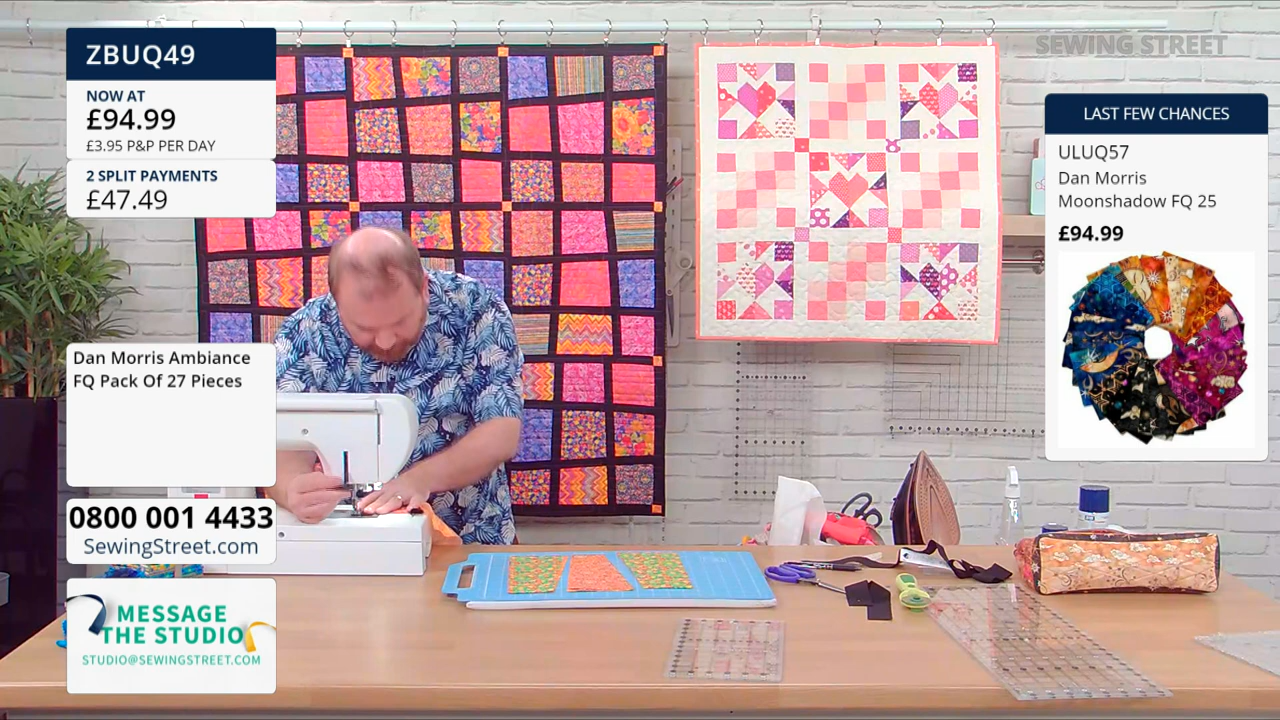 ZBUQ49
NOW AT
£94.99
£3.95 P&P PER DAY
2 SPLIT PAYMENTS
£47.49
Dan Morris Ambiance
FQ Pack Of 27 Pieces
0800 001 4433
SewingStreet.com
MESSAGE
THE STUDIO
STUDIO@SEWINGSTREET.COM
SEWING STREET
LAST FEW CHANCES
ULUQ57
Dan Morris
Moonshadow FQ 25
£94.99